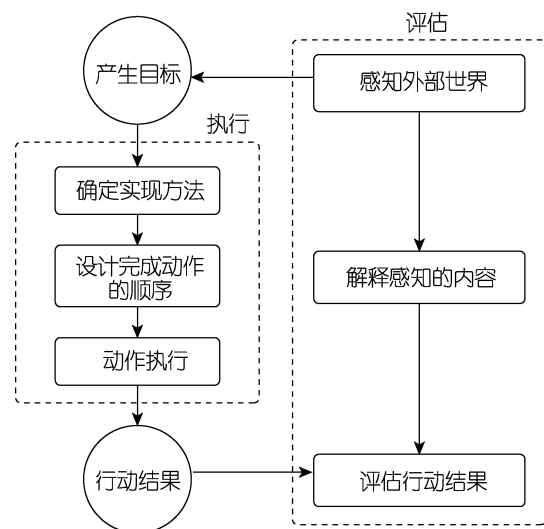 评估
产生目标
感知外部世界
执行
确定实现方法
设计完成动作
的顺序
解释感知的内容
动作执行
行动结果
评估行动结果